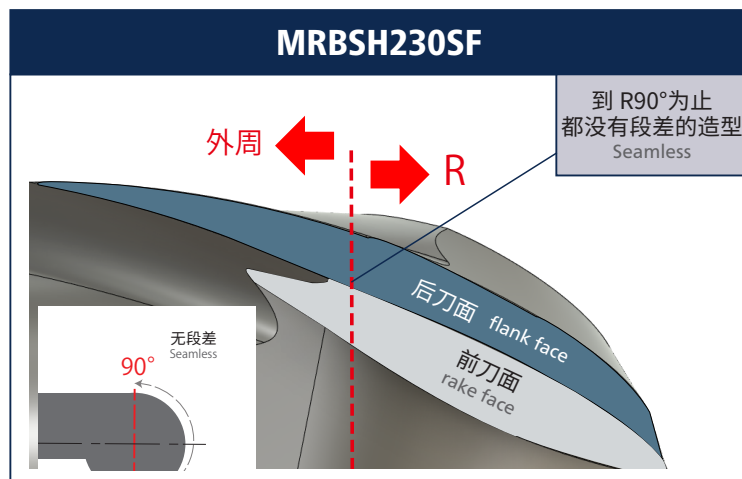 MRBSH230SF
到 R90°为止
都没有段差的造型
Seamless
外周
R
后刀面 flank face
前刀面
rake face
无段差
Seamless
90°